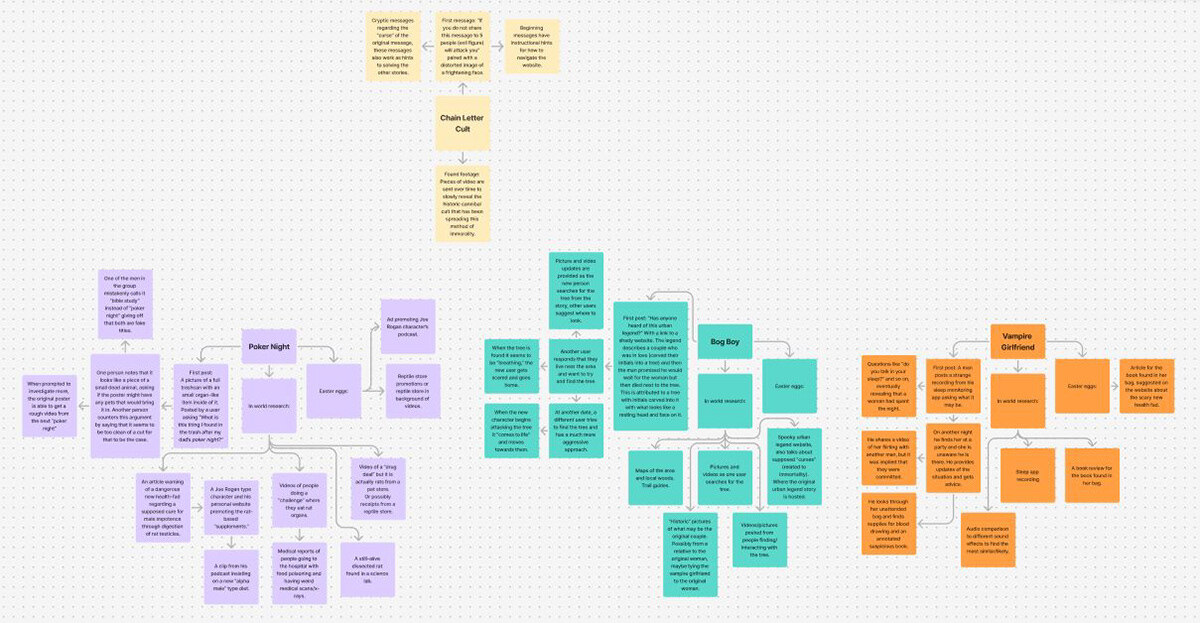 Cryptic messages
regarding the
"curse" of the
original message,
these messages
also work as hints
to solving the
other stories.
First message: "If
you do not share
this message to 5
people (evil figure)
will attack you"
paired with a
distorted image of
a frightening face.
Beginning
messages have
instructional hints
for how to
navigate the
website.
Chain Letter
Cult
Found footage:
Pieces of video are
sent over time to
slowly reveal the
historic cannibal
cult that has been
spreading this
method of
immortality.
One of the men in
the group
mistakenly calls it
"bible study"
instead of "poker
night" giving off
that both are fake
titles.
When prompted to
investigate more,
the original poster
is able to get a
rough video from
the next "poker
night"
One person notes that it
looks like a piece of a
small dead animal, asking
if the poster might have
any pets that would bring
it in. Another person
counters this argument
by saying that it seems to
be too clean of a cut for
that to be the case.
First post:
A picture of a full
trashcan with an
small organ-like
item inside of it.
Posted by a user
asking "What is
this thing I found in
the trash after my
dad's poker night?"
Poker Night
In world research:
Easter eggs:
Ad promoting Joe
Rogan character's
podcast.
Reptile store
promotions or
reptile store in
background of
videos.
An article warning
of a dangerous
new health-fad
regarding a
supposed cure for
male impotence
through digestion
of rat testicles.
A Joe Rogan type
character and his
personal website
promoting the rat-
based
"supplements."
A clip from his
podcast insisting
on a new "alpha
male" type diet.
Videos of people
doing a
"challenge" where
they eat rat
organs.
Medical reports of
people going to
the hospital with
food poisoning and
having weird
medical scans/x-
rays.
Video of a "drug
deal" but it is
actually rats from a
pet store.
Or possibly
receipts from a
reptile store.
A still-alive
dissected rat
found in a science
lab.
Picture and video
updates are
provided as the
new person
searches for the
tree from the
story, other users
suggest where to
look.
When the tree is
found it seems to
be "breathing," the
new user gets
scared and goes
home.
Another user
responds that they
live near the area
and want to try
and find the tree
When the new
character begins
attacking the tree
it "comes to life"
and moves
towards them.
At another date, a
different user tries
to find the tree and
has a much more
aggressive
approach.
First post: "Has anyone
heard of this urban
legend?" With a link to a
shady website. The legend
describes a couple who
was in love (carved their
initials into a tree) and then
the man promised he would
wait for the woman but
then died next to the tree.
This is attributed to a tree
with initials carved into it
with what looks like a
resting head and face on it.
Bog Boy
In world research:
Easter eggs:
Maps of the area
and local woods.
Trail guides.
Pictures and
videos as one user
searches for the
tree.
Spooky urban
legend website,
also talks about
supposed "curses"
(related to
immortality).
Where the original
urban legend story
is hosted.
"Historic" pictures
of what may be the
original couple.
Possibly from a
relative to the
original woman,
maybe tying the
vampire girlfriend
to the original
woman.
Videos/pictures
posted from
people finding/
interacting with
the tree.
Vampire
Girlfriend
Questions like "do
you talk in your
sleep?" and so on,
eventually
revealing that a
woman had spent
the night.
First post: A man
posts a strange
recording from his
sleep monitoring
app asking what it
may be.
In world research:
Easter eggs:
Article for the
book found in her
bag, suggested on
the website about
the scary new
health fad.
He shares a video
of her flirting with
another man, but it
was implied that
they were
committed.
On another night
he finds her at a
party and she is
unaware he is
there. He provides
updates of the
situation and gets
advice.
He looks through
her unattended
bag and finds
supplies for blood
drawing and an
annotated
suspicious book.
Sleep app
recording.
A book review for
the book found in
her bag.
Audio comparison
to different sound
effects to find the
most similar/likely.